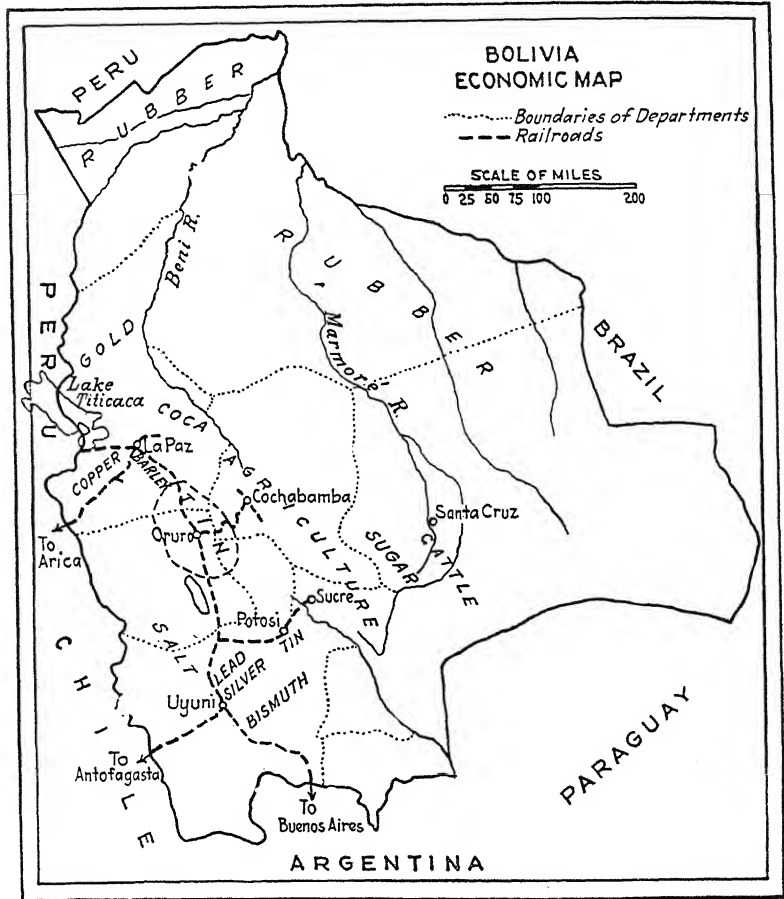 BOLIVIA
ECONOMIC MAP
Boundaries of Departments
Railroads
SCALE OF MILES
0 25 50 75 100 200
PERU
RUBBER
Beni R.
RUBBER
Marmoré R.
PERU
GOLD
Lake
Titicaca
BRAZIL
COCA
La Paz
COPPER
BARLEY
TIN
AGRICULTURE
Cochabamba
Oruro
Santa Cruz
To
Arica
SUGAR
CATTLE
Sucre
Potosi
TIN
SALT
LEAD
SILVER
BISMUTH
Uyuni
CHILE
To
Antofagasta
To
Buenos Aires
PARAGUAY
ARGENTINA